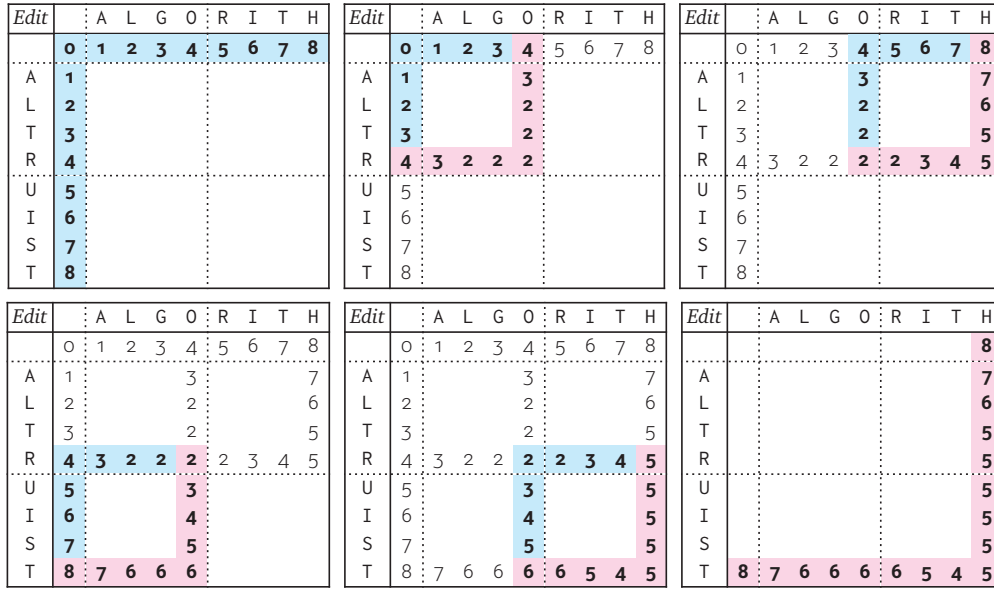 Edit A L G O R I T H
0 1 2 3 4 5 6 7 8
A 1
L 2
T 3
R 4
U 5
I 6
S 7
T 8
Edit A L G O R I T H
0 1 2 3 4 5 6 7 8
A 1 3
L 2 2
T 3 2
R 4 3 2 2 2
U 5
I 6
S 7
T 8
Edit A L G O R I T H
0 1 2 3 4 5 6 7 8
A 1 3 7
L 2 2 6
T 3 2 5
R 4 3 2 2 2 2 3 4 5
U 5
I 6
S 7
T 8
Edit A L G O R I T H
0 1 2 3 4 5 6 7 8
A 1 3 7
L 2 2 6
T 3 2 5
R 4 3 2 2 2 2 3 4 5
U 5 3
I 6 4
S 7 5
T 8 7 6 6 6
Edit A L G O R I T H
0 1 2 3 4 5 6 7 8
A 1 3 7
L 2 2 6
T 3 2 5
R 4 3 2 2 2 2 3 4 5
U 5 3 5
I 6 4 5
S 7 5 5
T 8 7 6 6 6 6 5 4 5
Edit A L G O R I T H
8
A 7
L 6
T 5
R 5
U 5
I 5
S 5
T 8 7 6 6 6 6 5 4 5